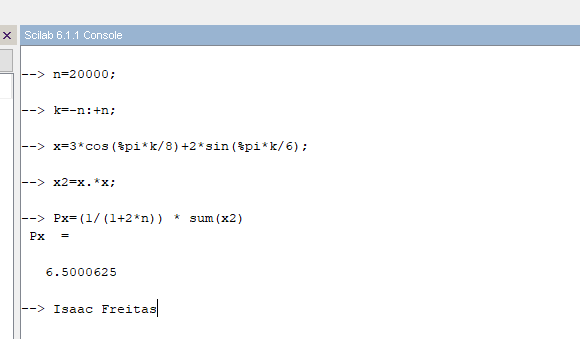 Scilab 6.1.1 Console
--> n=20000;
--> k=-n:+n;
--> x=3*cos(%pi*k/8)+2*sin(%pi*k/6);
--> x2=x.*x;
--> Px=(1/(1+2*n)) * sum(x2)
Px  =
6.5000625
--> Isaac Freitas